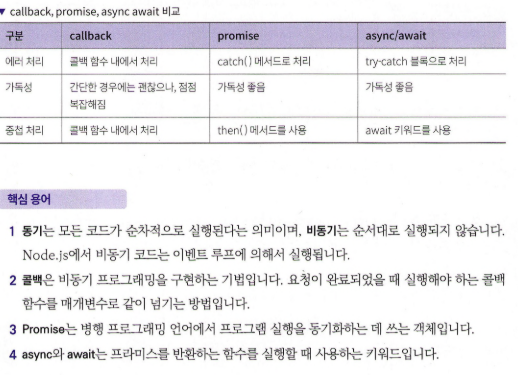 ▼ callback, promise, async await 비교
구분 callback promise async/await
에러 처리 콜백 함수 내에서 처리 catch( ) 메서드로 처리 try-catch 블록으로 처리
가독성 간단한 경우에는 괜찮으나, 점점 가독성 좋음 가독성 좋음
복잡해짐
중첩 처리 콜백 함수 내에서 처리 then( ) 메서드를 사용 await 키워드를 사용
핵심 용어
1 동기는 모든 코드가 순차적으로 실행된다는 의미이며, 비동기는 순서대로 실행되지 않습니다.
Node.js에서 비동기 코드는 이벤트 루프에 의해서 실행됩니다.
2 콜백은 비동기 프로그래밍을 구현하는 기법입니다. 요청이 완료되었을 때 실행해야 하는 콜백
함수를 매개변수로 같이 넘기는 방법입니다.
3 Promise는 병행 프로그래밍 언어에서 프로그램 실행을 동기화하는 데 쓰는 객체입니다.
4 async와 await는 프라미스를 반환하는 함수를 실행할 때 사용하는 키워드입니다.